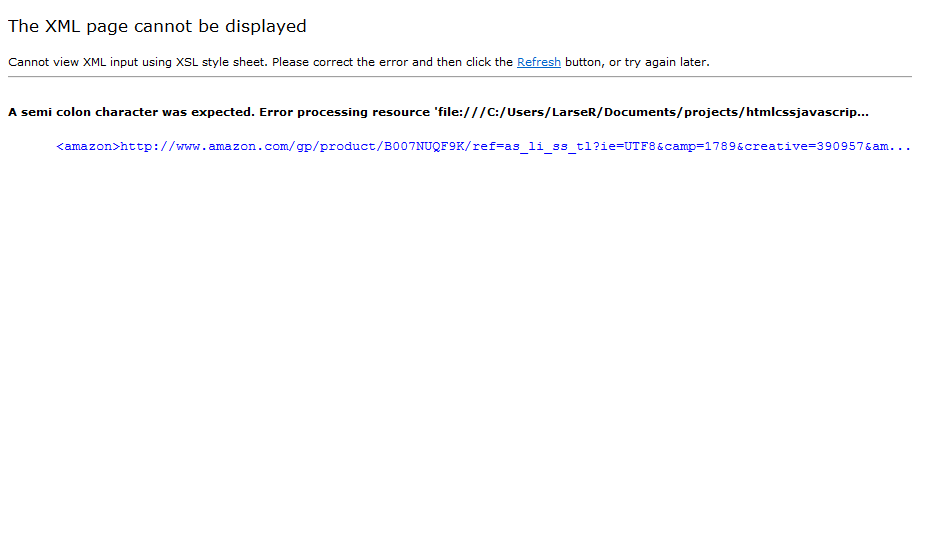 The XML page cannot be displayed
Cannot view XML input using XSL style sheet. Please correct the error and then click the Refresh button, or try again later.
A semi colon character was expected. Error processing resource 'file:///C:/Users/LarseR/Documents/projects/htmlcssjavascrip...
<amazon>http://www.amazon.com/gp/product/B007NUQF9K/ref=as_li_ss_tl?ie=UTF8&camp=1789&creative=390957&am...